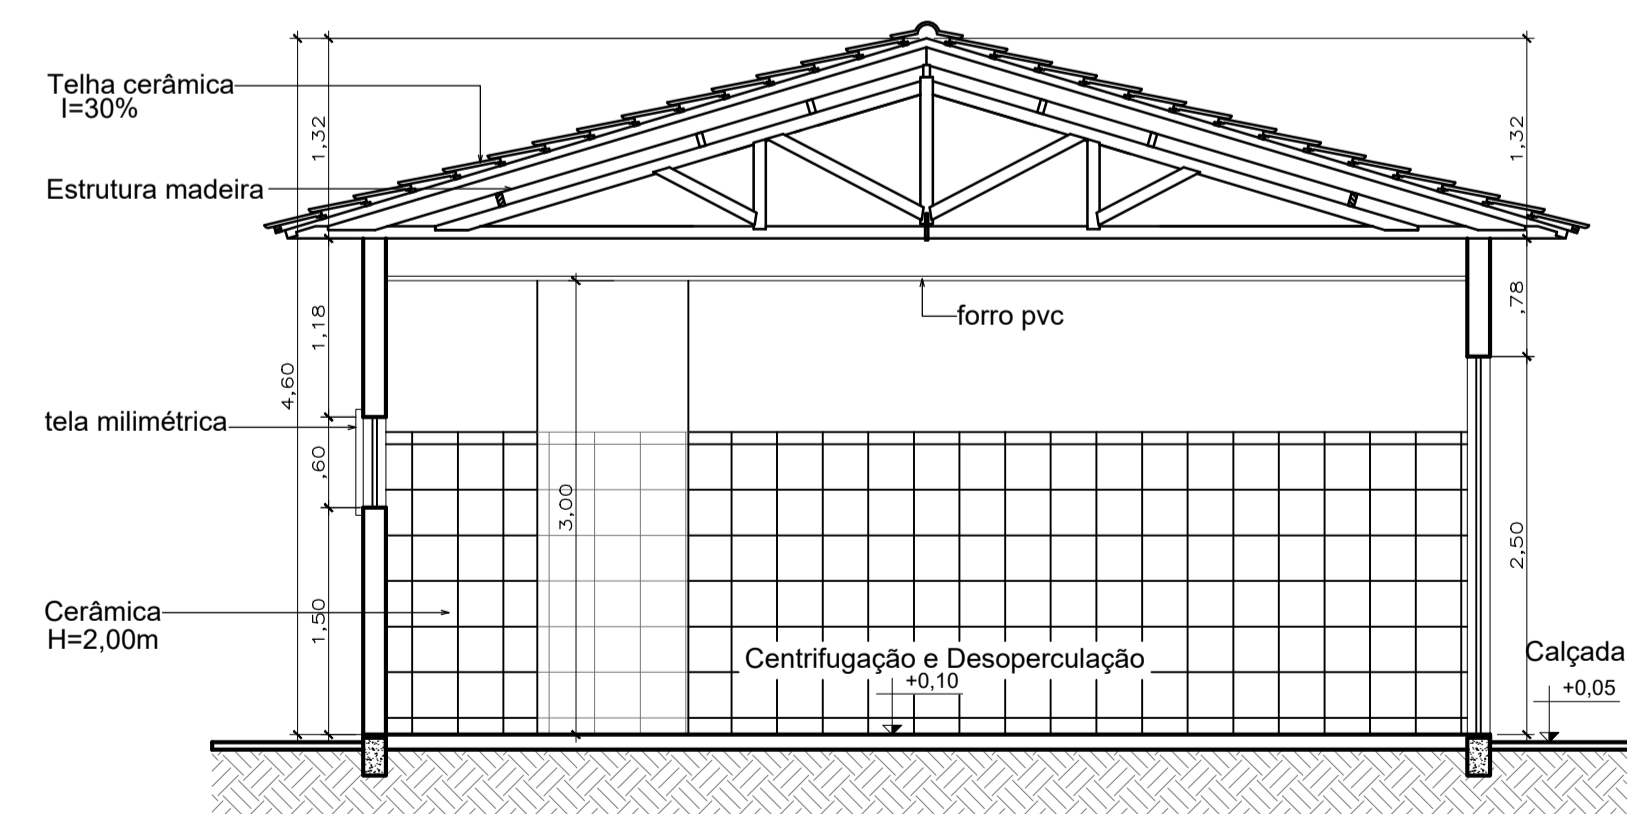 Telha cerâmica
I=30%
1,32
1,32
Estrutura madeira
1,18
,78
forro pvc
4,60
tela milimétrica
,60
3,00
2,50
Cerâmica
H=2,00m
1,50
Centrifugação e Desoperculação
+0,10
Calçada
+0,05